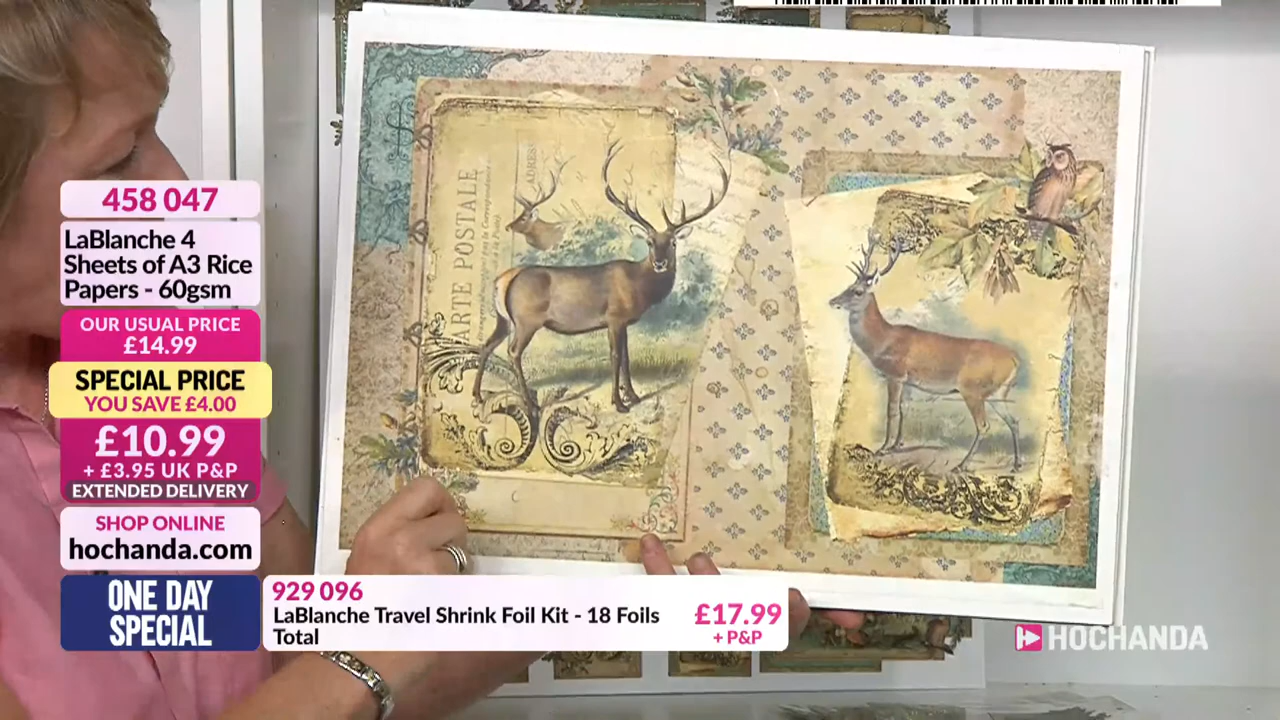 458 047
LaBlanche 4
Sheets of A3 Rice
Papers - 60gsm
OUR USUAL PRICE
£14.99
SPECIAL PRICE
YOU SAVE £4.00
£10.99
+ £3.95 UK P&P
EXTENDED DELIVERY
SHOP ONLINE
hochanda.com
ONE DAY
SPECIAL
929 096
LaBlanche Travel Shrink Foil Kit - 18 Foils
Total
£17.99
+ P&P
ARTE POSTALE
ADRES
HOCHANDA